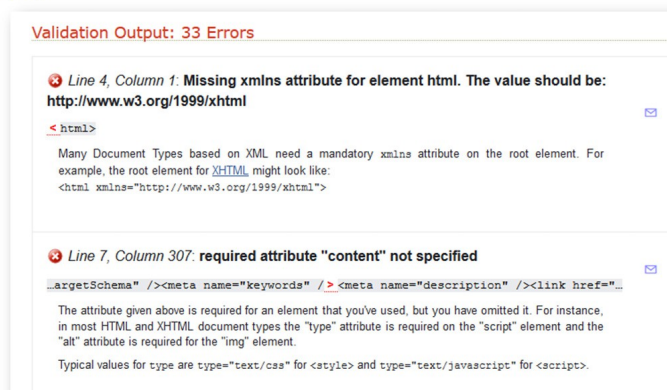 Validation Output: 33 Errors
Line 4, Column 1: Missing xmlns attribute for element html. The value should be:
http://www.w3.org/1999/xhtml
<html>
Many Document Types based on XML need a mandatory xmlns attribute on the root element. For
example, the root element for XHTML might look like:
<html xmlns="http://www.w3.org/1999/xhtml">
Line 7, Column 307: required attribute "content" not specified
…argetSchema" /><meta name="keywords" /><meta name="description" /><link href="…
The attribute given above is required for an element that you've used, but you have omitted it. For instance,
in most HTML and XHTML document types the "type" attribute is required on the "script" element and the
"alt" attribute is required for the "img" element.
Typical values for type are type="text/css" for <style> and type="text/javascript" for <script>.